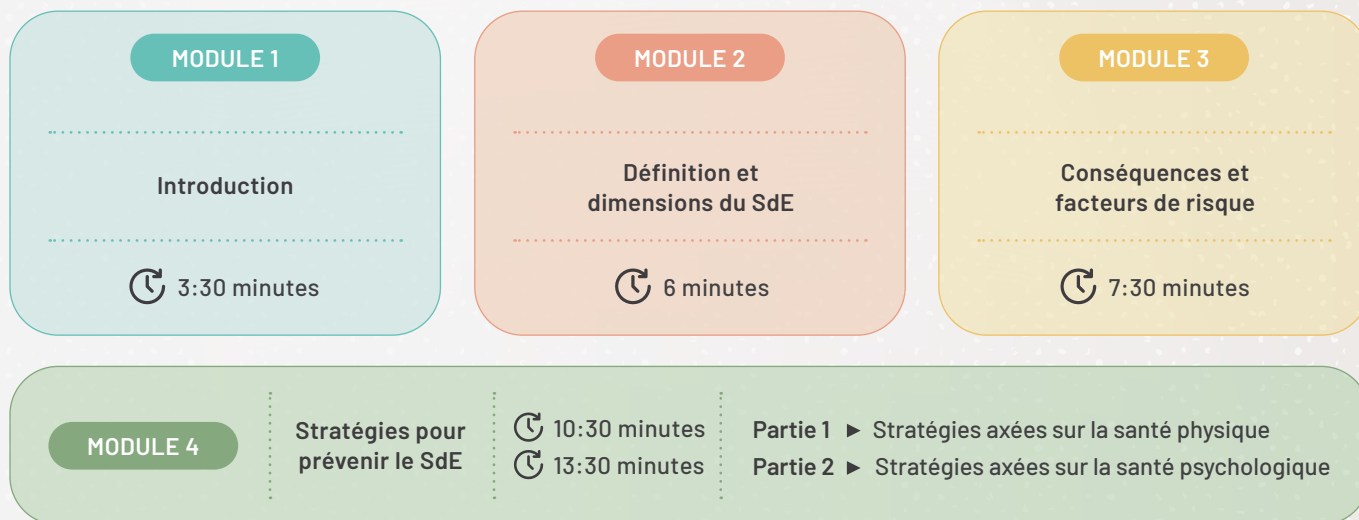 MODULE 1
Introduction
3:30 minutes
MODULE 2
Définition et
dimensions du SdE
6 minutes
MODULE 3
Conséquences et
facteurs de risque
7:30 minutes
MODULE 4
Stratégies pour
prévenir le SdE
10:30 minutes
13:30 minutes
Partie 1 ► Stratégies axées sur la santé physique
Partie 2 ► Stratégies axées sur la santé psychologique